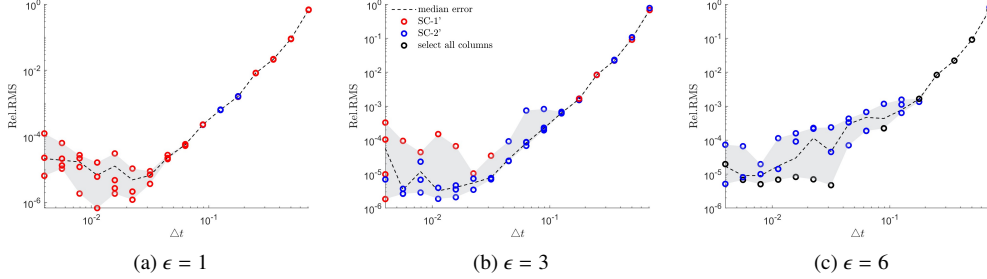 10^0
10^-2
10^-4
10^-6
Rel.RMS
10^-2
10^-1
△t
(a) ϵ = 1
10^0
10^-1
10^-2
10^-3
10^-4
10^-5
10^-6
Rel.RMS
median error
SC-1'
SC-2'
select all columns
10^-2
10^-1
△t
(b) ϵ = 3
10^0
10^-1
10^-2
10^-3
10^-4
10^-5
10^-6
Rel.RMS
10^-2
10^-1
△t
(c) ϵ = 6